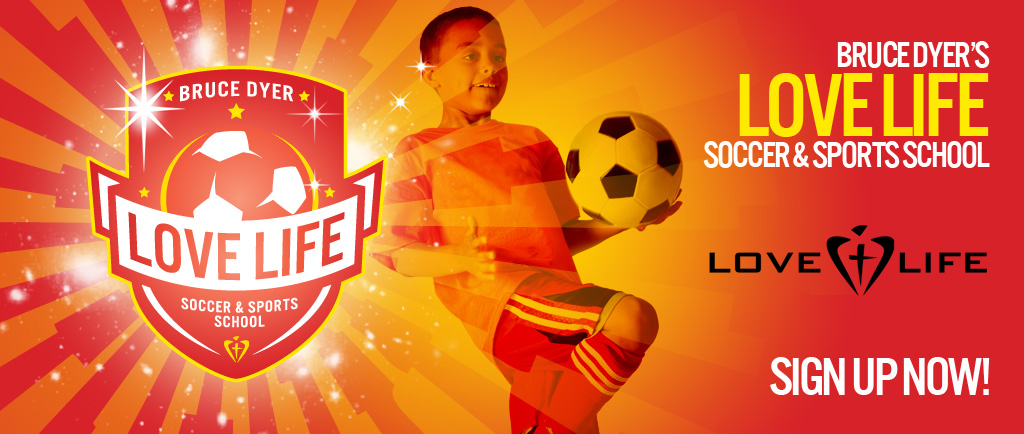 BRUCE DYER
LOVE LIFE
SOCCER & SPORTS
SCHOOL
BRUCE DYER'S
LOVE LIFE
SOCCER & SPORTS SCHOOL
LOVE LIFE
SIGN UP NOW!